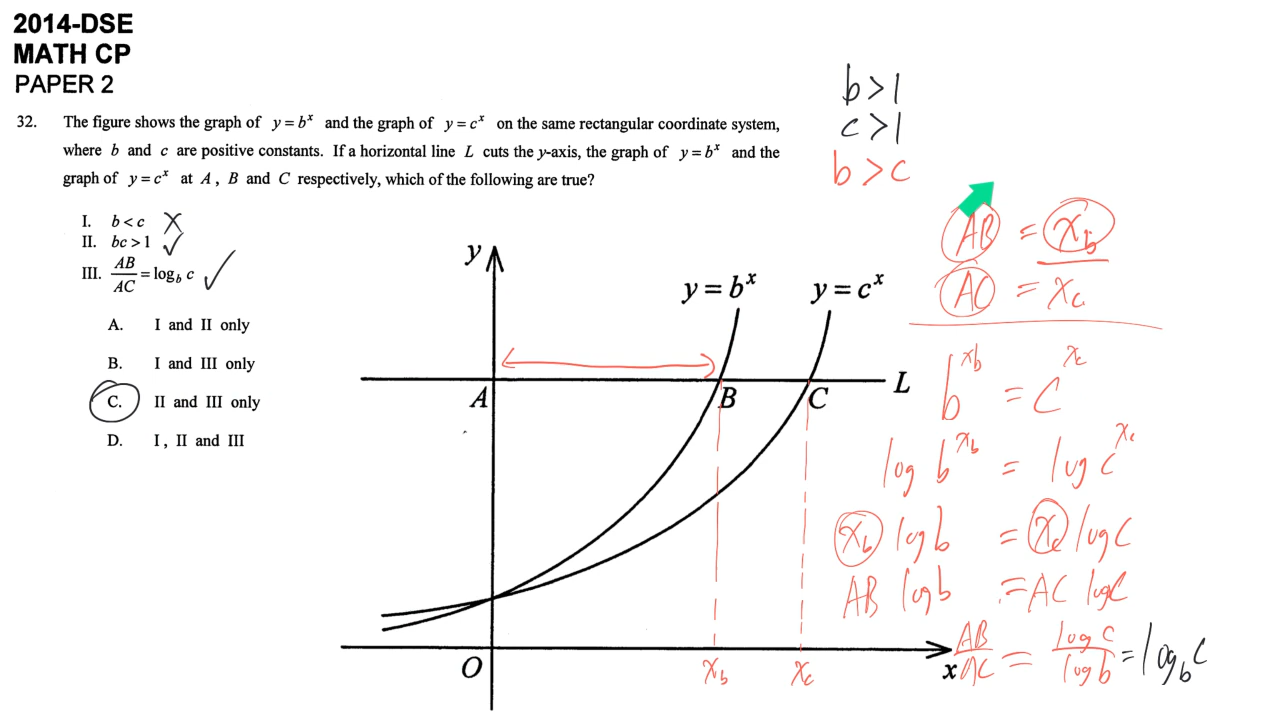 2014-DSE
MATH CP
PAPER 2
32. The figure shows the graph of y = b^x and the graph of y = c^x on the same rectangular coordinate system,
where b and c are positive constants. If a horizontal line L cuts the y-axis, the graph of y = b^x and the
graph of y = c^x at A , B and C respectively, which of the following are true?
I. b < c ✗
II. bc > 1 ✓
III. AB/AC = log_b c ✓
A. I and II only
B. I and III only
C. II and III only
D. I , II and III
y
y = b^x
y = c^x
A
B
C
L
O
x
x_b
x_c
b > 1
c > 1
b > c
AB = x_b
AC = x_c
b^x_b = c^x_c
log b^x_b = log c^x_c
x_b log b = x_c log c
AB log b = AC log c
AB/AC = log c/log b = log_b c